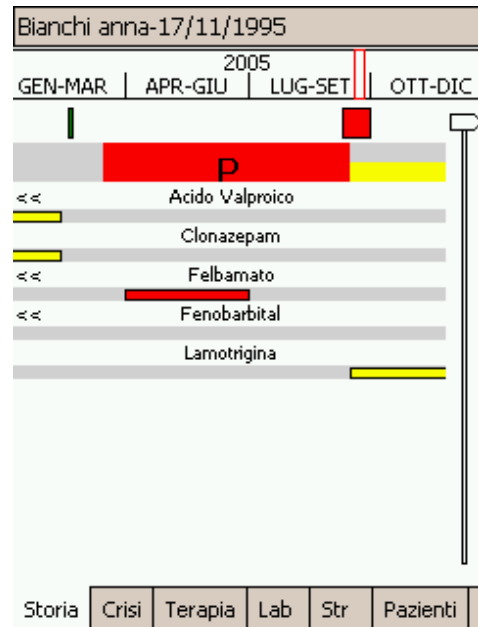 Bianchi anna-17/11/1995
2005
GEN-MAR APR-GIU LUG-SET OTT-DIC
P
<< Acido Valproico
Clonazepam
<< Felbamato
<< Fenobarbital
Lamotrigina
Storia Crisi Terapia Lab Str Pazienti